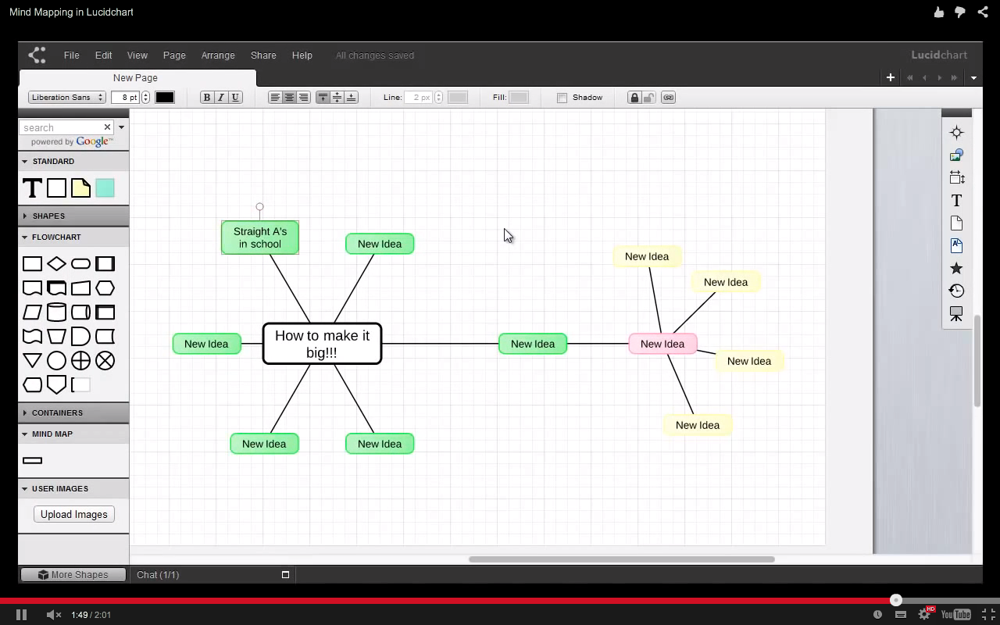 Mind Mapping in Lucidchart
File Edit View Page Arrange Share Help All changes saved Lucidchart
New Page
Liberation Sans 8 pt B I U Line: 2 px Fill: Shadow
search
powered by Google™
STANDARD
T
SHAPES
FLOWCHART
CONTAINERS
MIND MAP
USER IMAGES
Upload Images
More Shapes
Chat (1/1)
Straight A's
in school
New Idea
New Idea
New Idea
New Idea
How to make it
big!!!
New Idea
New Idea
New Idea
New Idea
New Idea
New Idea
New Idea
T
A
1:49 / 2:01
HD
YouTube